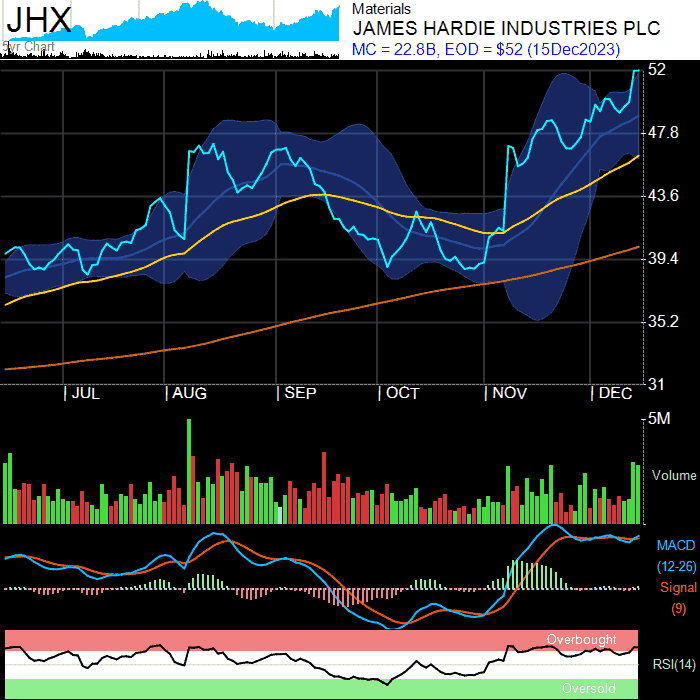 JHX
5yr Chart
Materials
JAMES HARDIE INDUSTRIES PLC
MC = 22.8B, EOD = $52 (15Dec2023)
52
47.8
43.6
39.4
35.2
31
JUL AUG SEP OCT NOV DEC
5M
Volume
MACD
(12-26)
Signal
(9)
Overbought
RSI(14)
Oversold